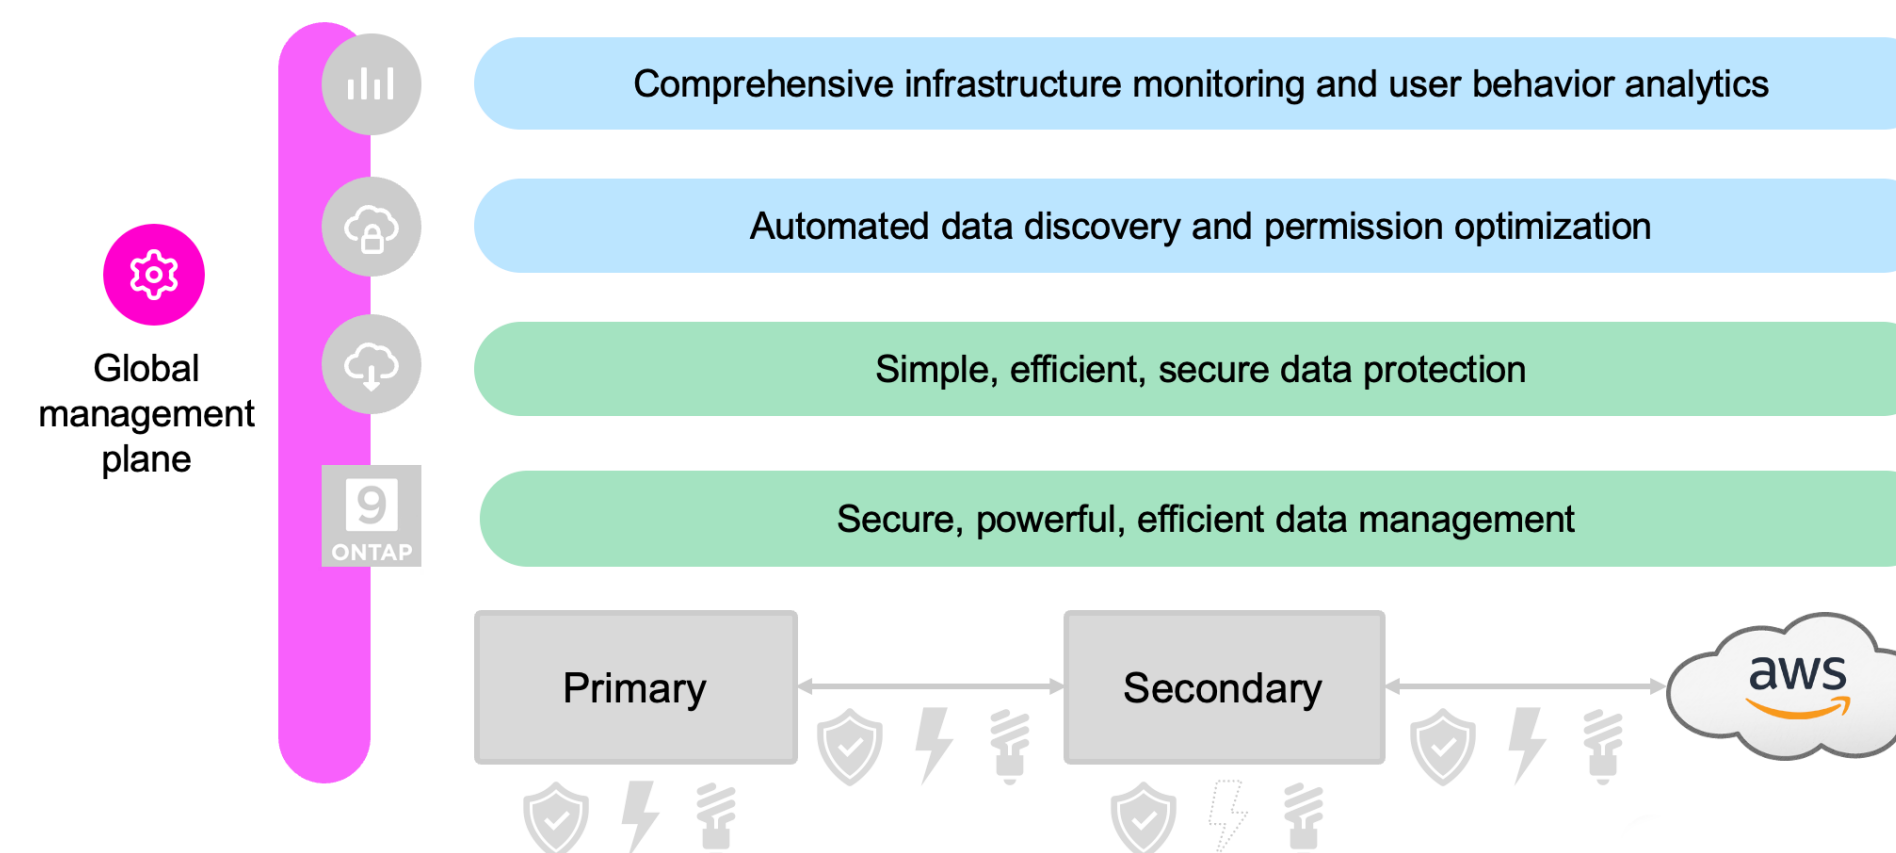 Comprehensive infrastructure monitoring and user behavior analytics
Automated data discovery and permission optimization
Global
management
plane
Simple, efficient, secure data protection
9
ONTAP
Secure, powerful, efficient data management
Primary
Secondary
aws